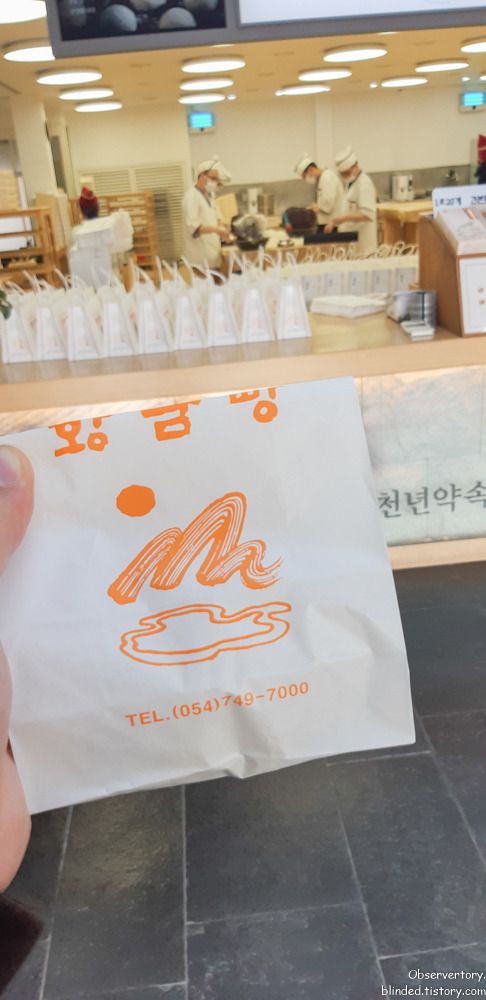 황남빵
천년약속
TEL.(054)749-7000
Observertory.
blinded.tistory.com